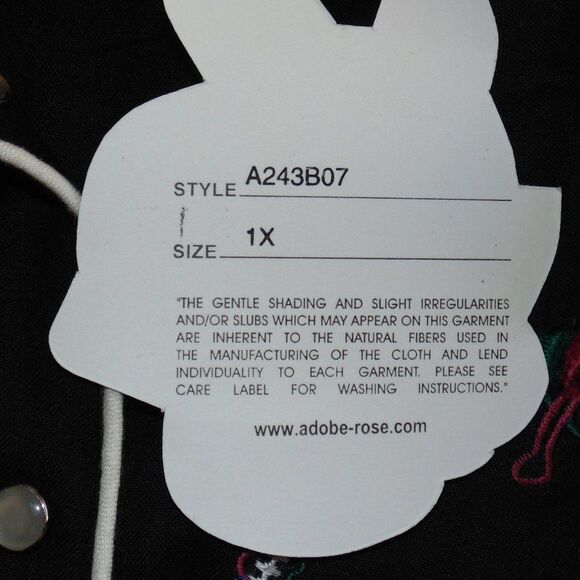 STYLE A243B07
SIZE 1X
"THE GENTLE SHADING AND SLIGHT IRREGULARITIES
AND/OR SLUBS WHICH MAY APPEAR ON THIS GARMENT
ARE INHERENT TO THE NATURAL FIBERS USED IN
THE MANUFACTURING OF THE CLOTH AND LEND
INDIVIDUALITY TO EACH GARMENT. PLEASE SEE
CARE LABEL FOR WASHING INSTRUCTIONS."
www.adobe-rose.com